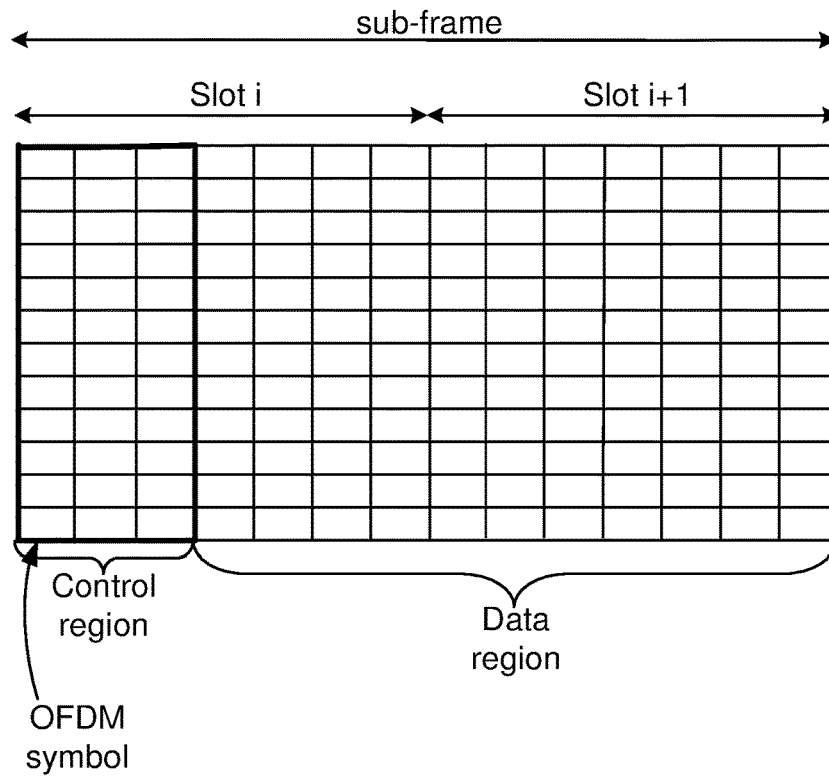 sub-frame
Slot i
Slot i+1
Control
region
Data
region
OFDM
symbol